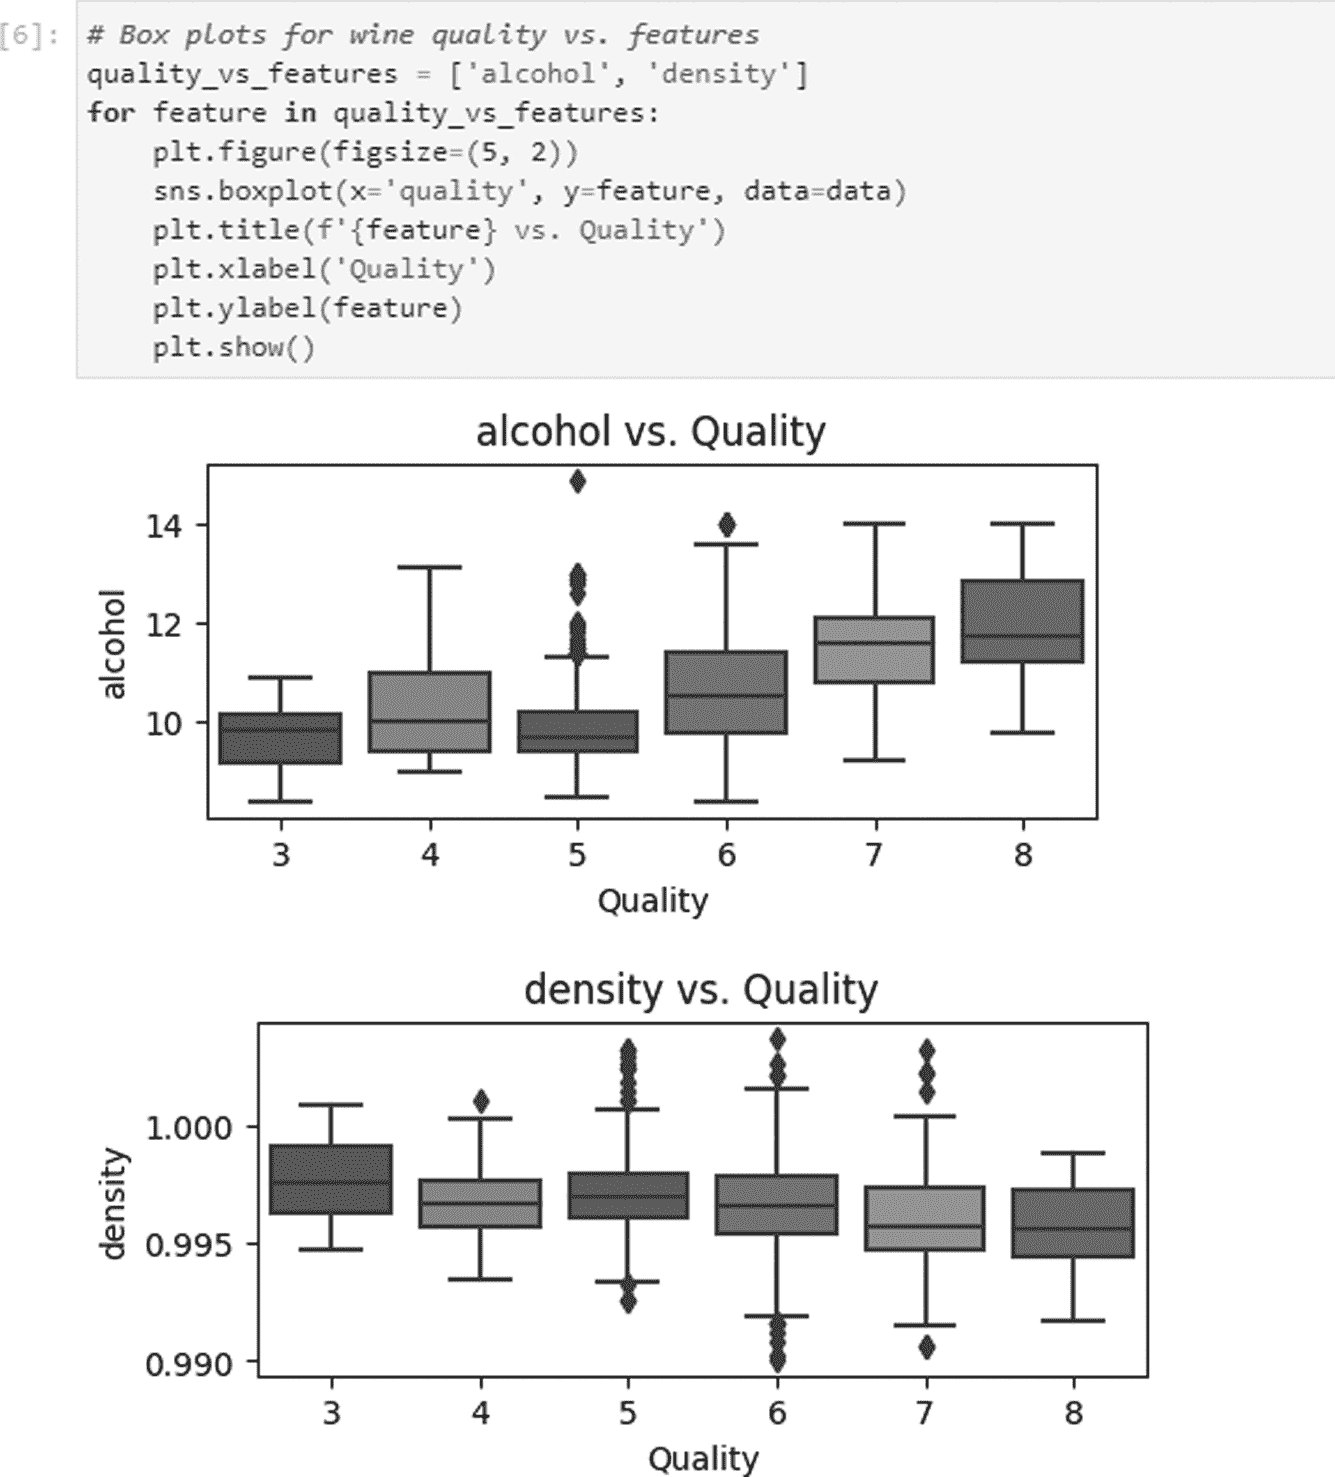 [6]:
# Box plots for wine quality vs. features
quality_vs_features = ['alcohol', 'density']
for feature in quality_vs_features:
    plt.figure(figsize=(5, 2))
    sns.boxplot(x='quality', y=feature, data=data)
    plt.title(f'{feature} vs. Quality')
    plt.xlabel('Quality')
    plt.ylabel(feature)
    plt.show()
alcohol vs. Quality
14
12
10
alcohol
3 4 5 6 7 8
Quality
density vs. Quality
1.000
0.995
0.990
density
3 4 5 6 7 8
Quality